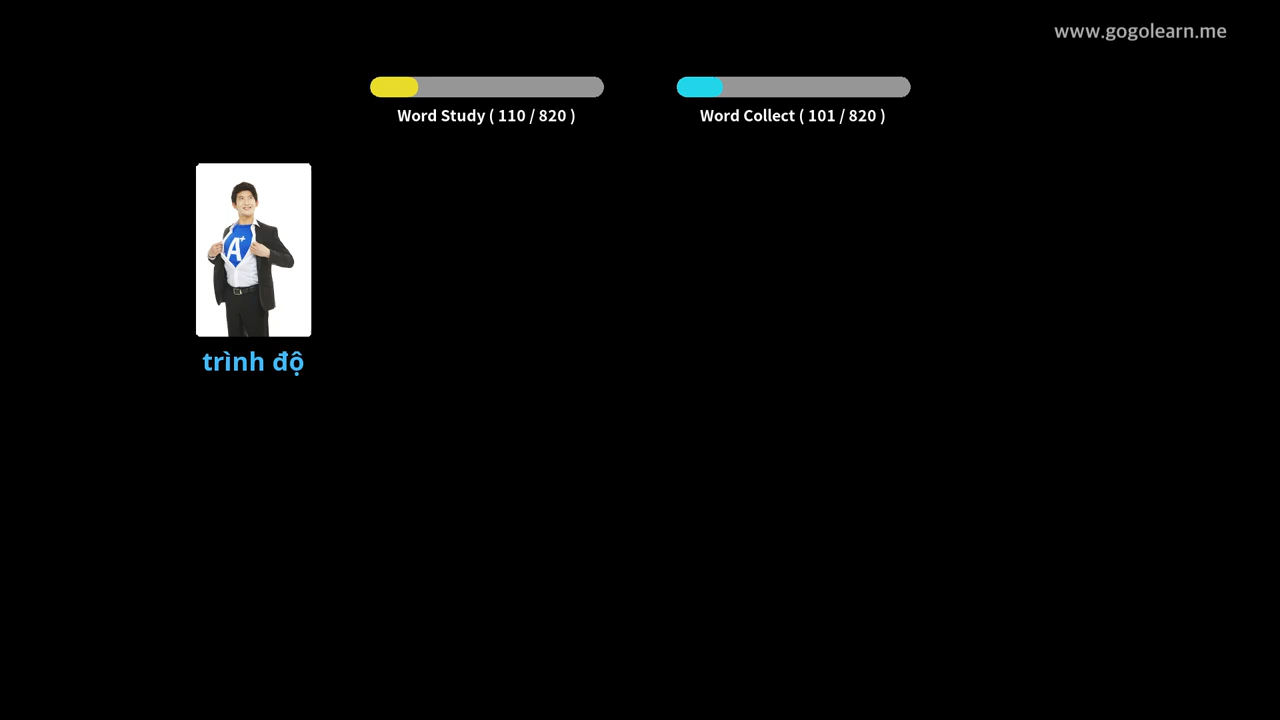 www.gogolearn.me
Word Study ( 110 / 820 )
Word Collect ( 101 / 820 )
A+
trình độ